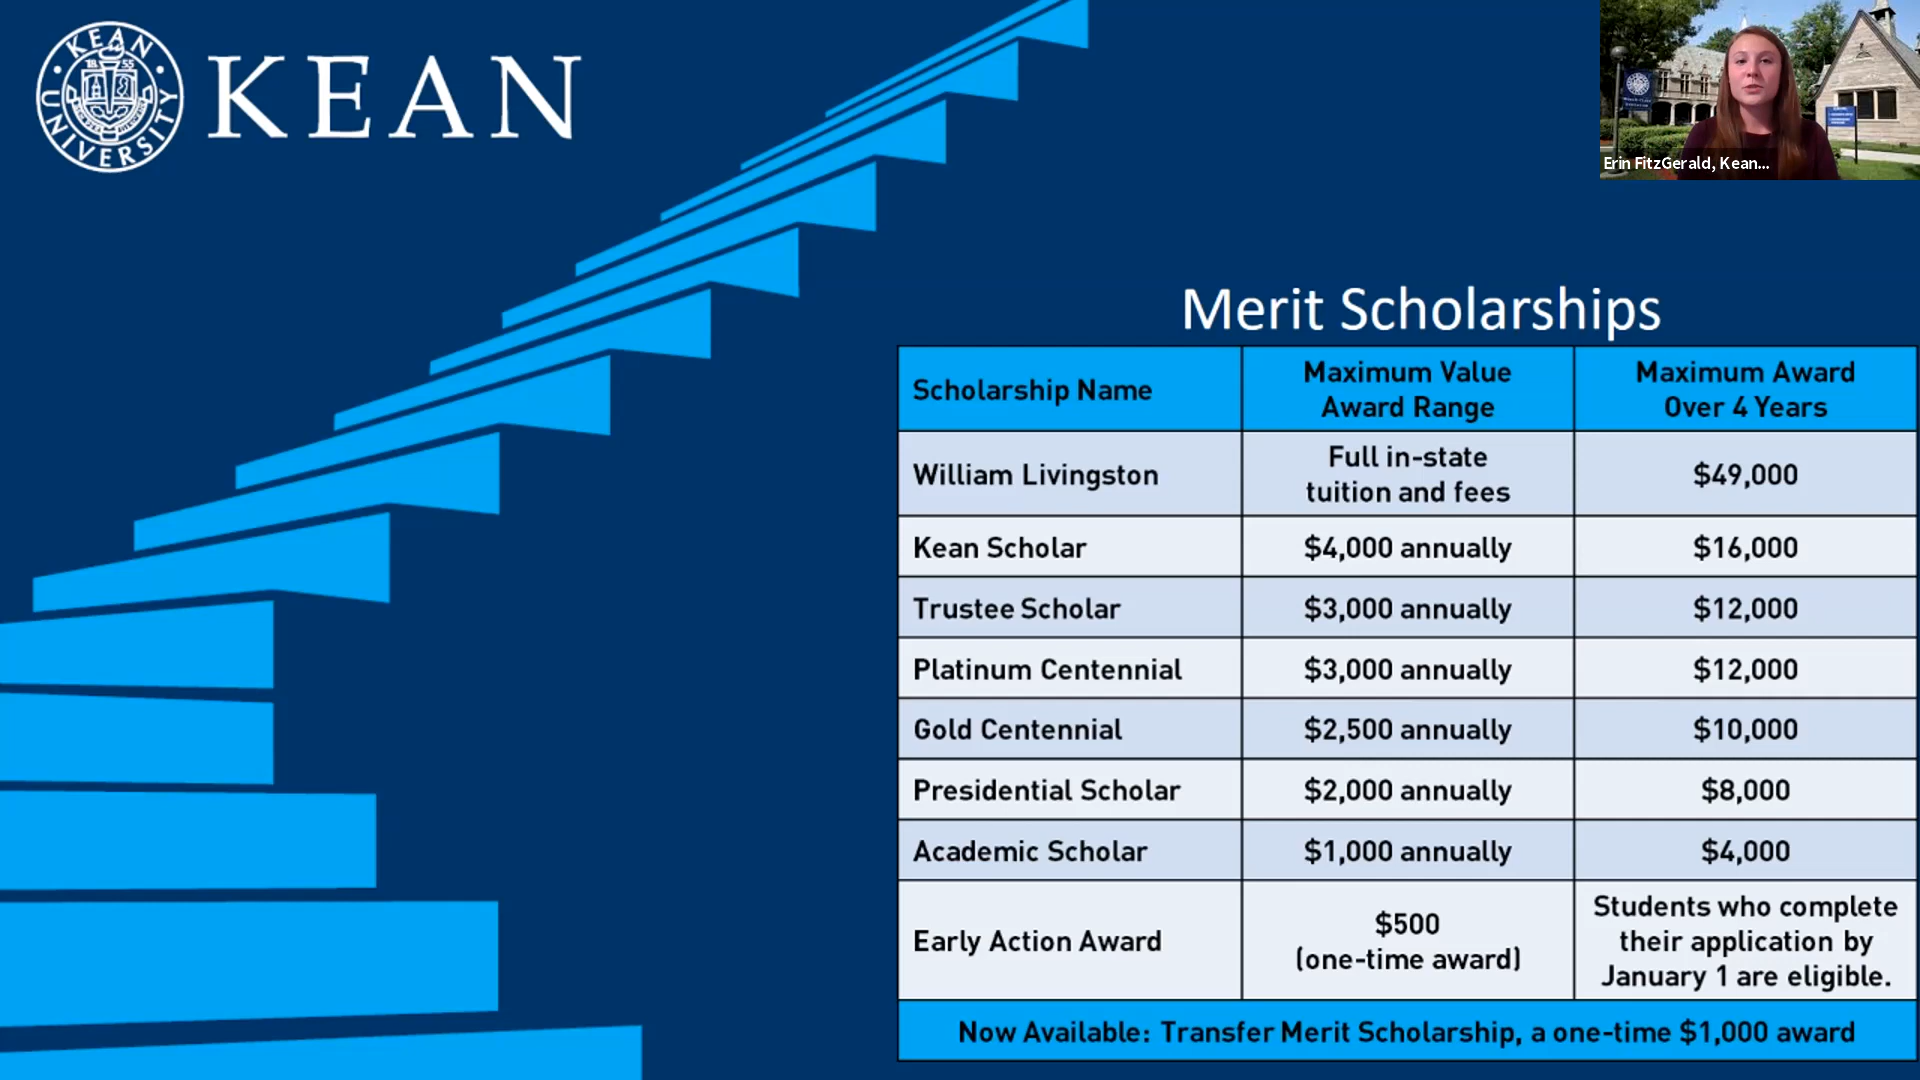 KEAN
18 55
UNIVERSITY
KEAN
Erin FitzGerald, Kean...
Merit Scholarships
Scholarship Name
Maximum Value
Award Range
Maximum Award
Over 4 Years
William Livingston
Full in-state
tuition and fees
$49,000
Kean Scholar
$4,000 annually
$16,000
Trustee Scholar
$3,000 annually
$12,000
Platinum Centennial
$3,000 annually
$12,000
Gold Centennial
$2,500 annually
$10,000
Presidential Scholar
$2,000 annually
$8,000
Academic Scholar
$1,000 annually
$4,000
Early Action Award
$500
(one-time award)
Students who complete
their application by
January 1 are eligible.
Now Available: Transfer Merit Scholarship, a one-time $1,000 award